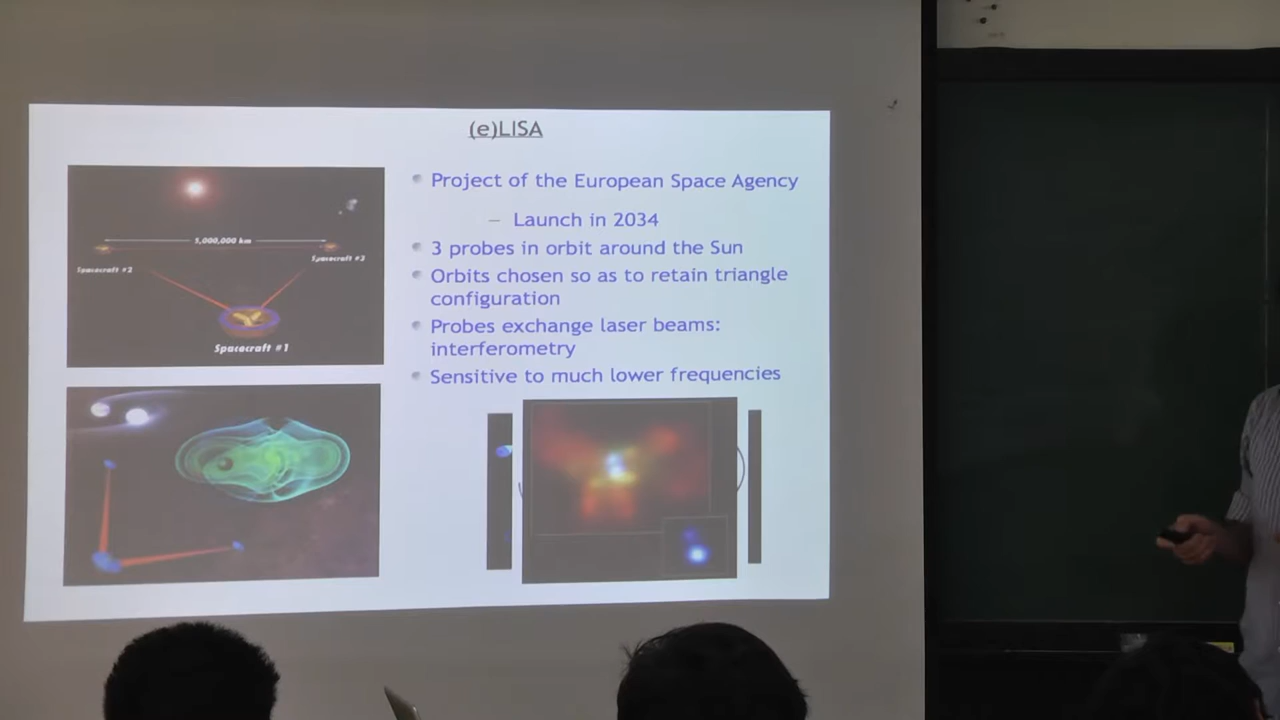 (e)LISA
Project of the European Space Agency
– Launch in 2034
3 probes in orbit around the Sun
Orbits chosen so as to retain triangle
configuration
Probes exchange laser beams:
interferometry
Sensitive to much lower frequencies
5,000,000 km
Spacecraft #2
Spacecraft #3
Spacecraft #1